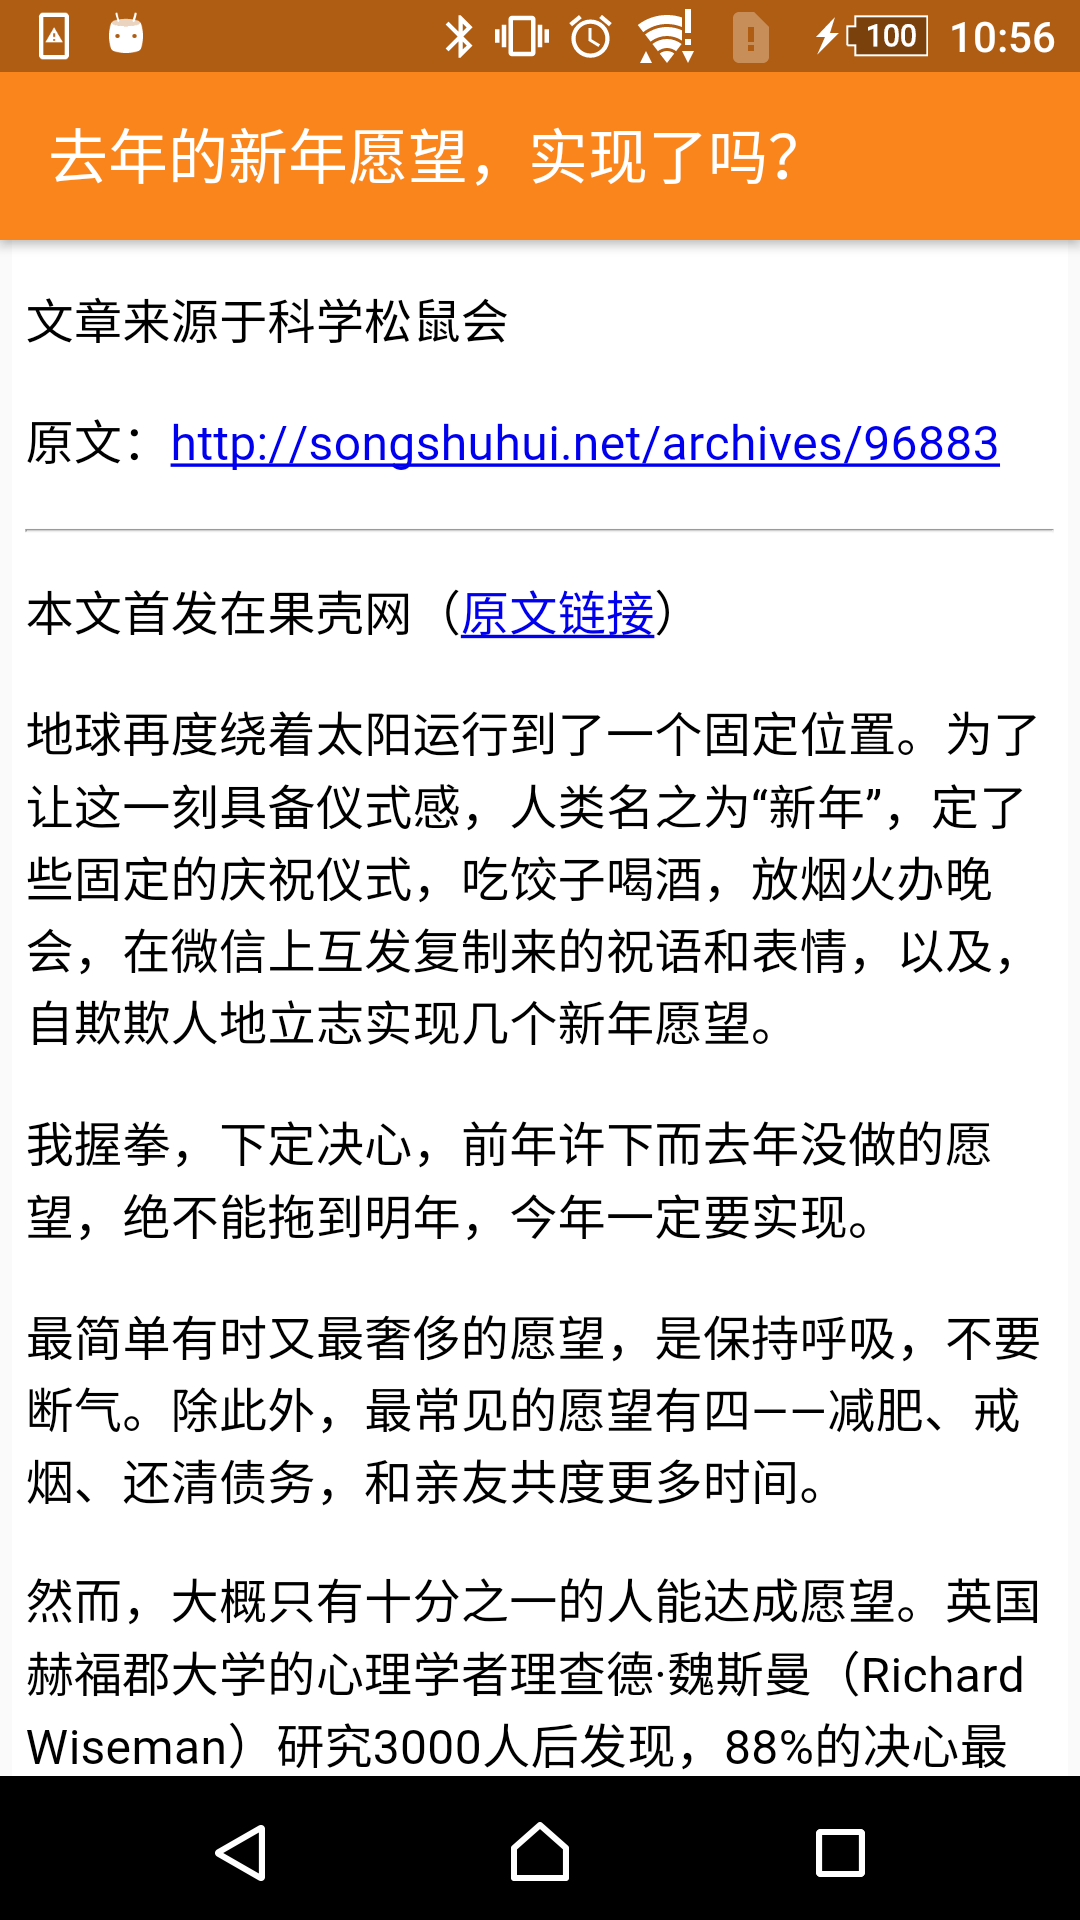 100 10:56
去年的新年愿望，实现了吗？
文章来源于科学松鼠会
原文：http://songshuhui.net/archives/96883
本文首发在果壳网（原文链接）
地球再度绕着太阳运行到了一个固定位置。为了
让这一刻具备仪式感，人类名之为“新年”，定了
些固定的庆祝仪式，吃饺子喝酒，放烟火办晚
会，在微信上互发复制来的祝语和表情，以及，
自欺欺人地立志实现几个新年愿望。
我握拳，下定决心，前年许下而去年没做的愿
望，绝不能拖到明年，今年一定要实现。
最简单有时又最奢侈的愿望，是保持呼吸，不要
断气。除此外，最常见的愿望有四——减肥、戒
烟、还清债务，和亲友共度更多时间。
然而，大概只有十分之一的人能达成愿望。英国
赫福郡大学的心理学者理查德·魏斯曼（Richard
Wiseman）研究3000人后发现，88%的决心最